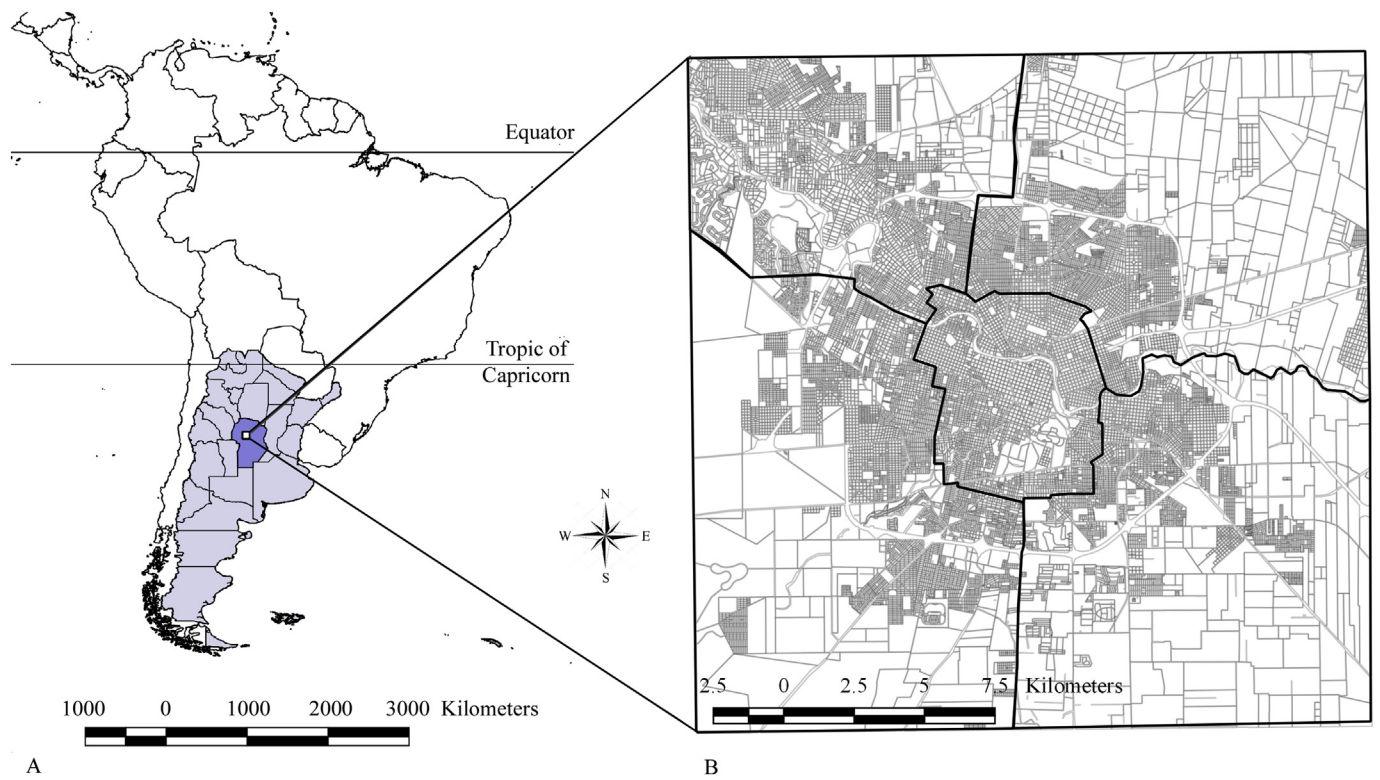 Equator
Tropic of
Capricorn
N
W E
S
1000 0 1000 2000 3000 Kilometers
A
2.5 0 2.5 5 7.5 Kilometers
B